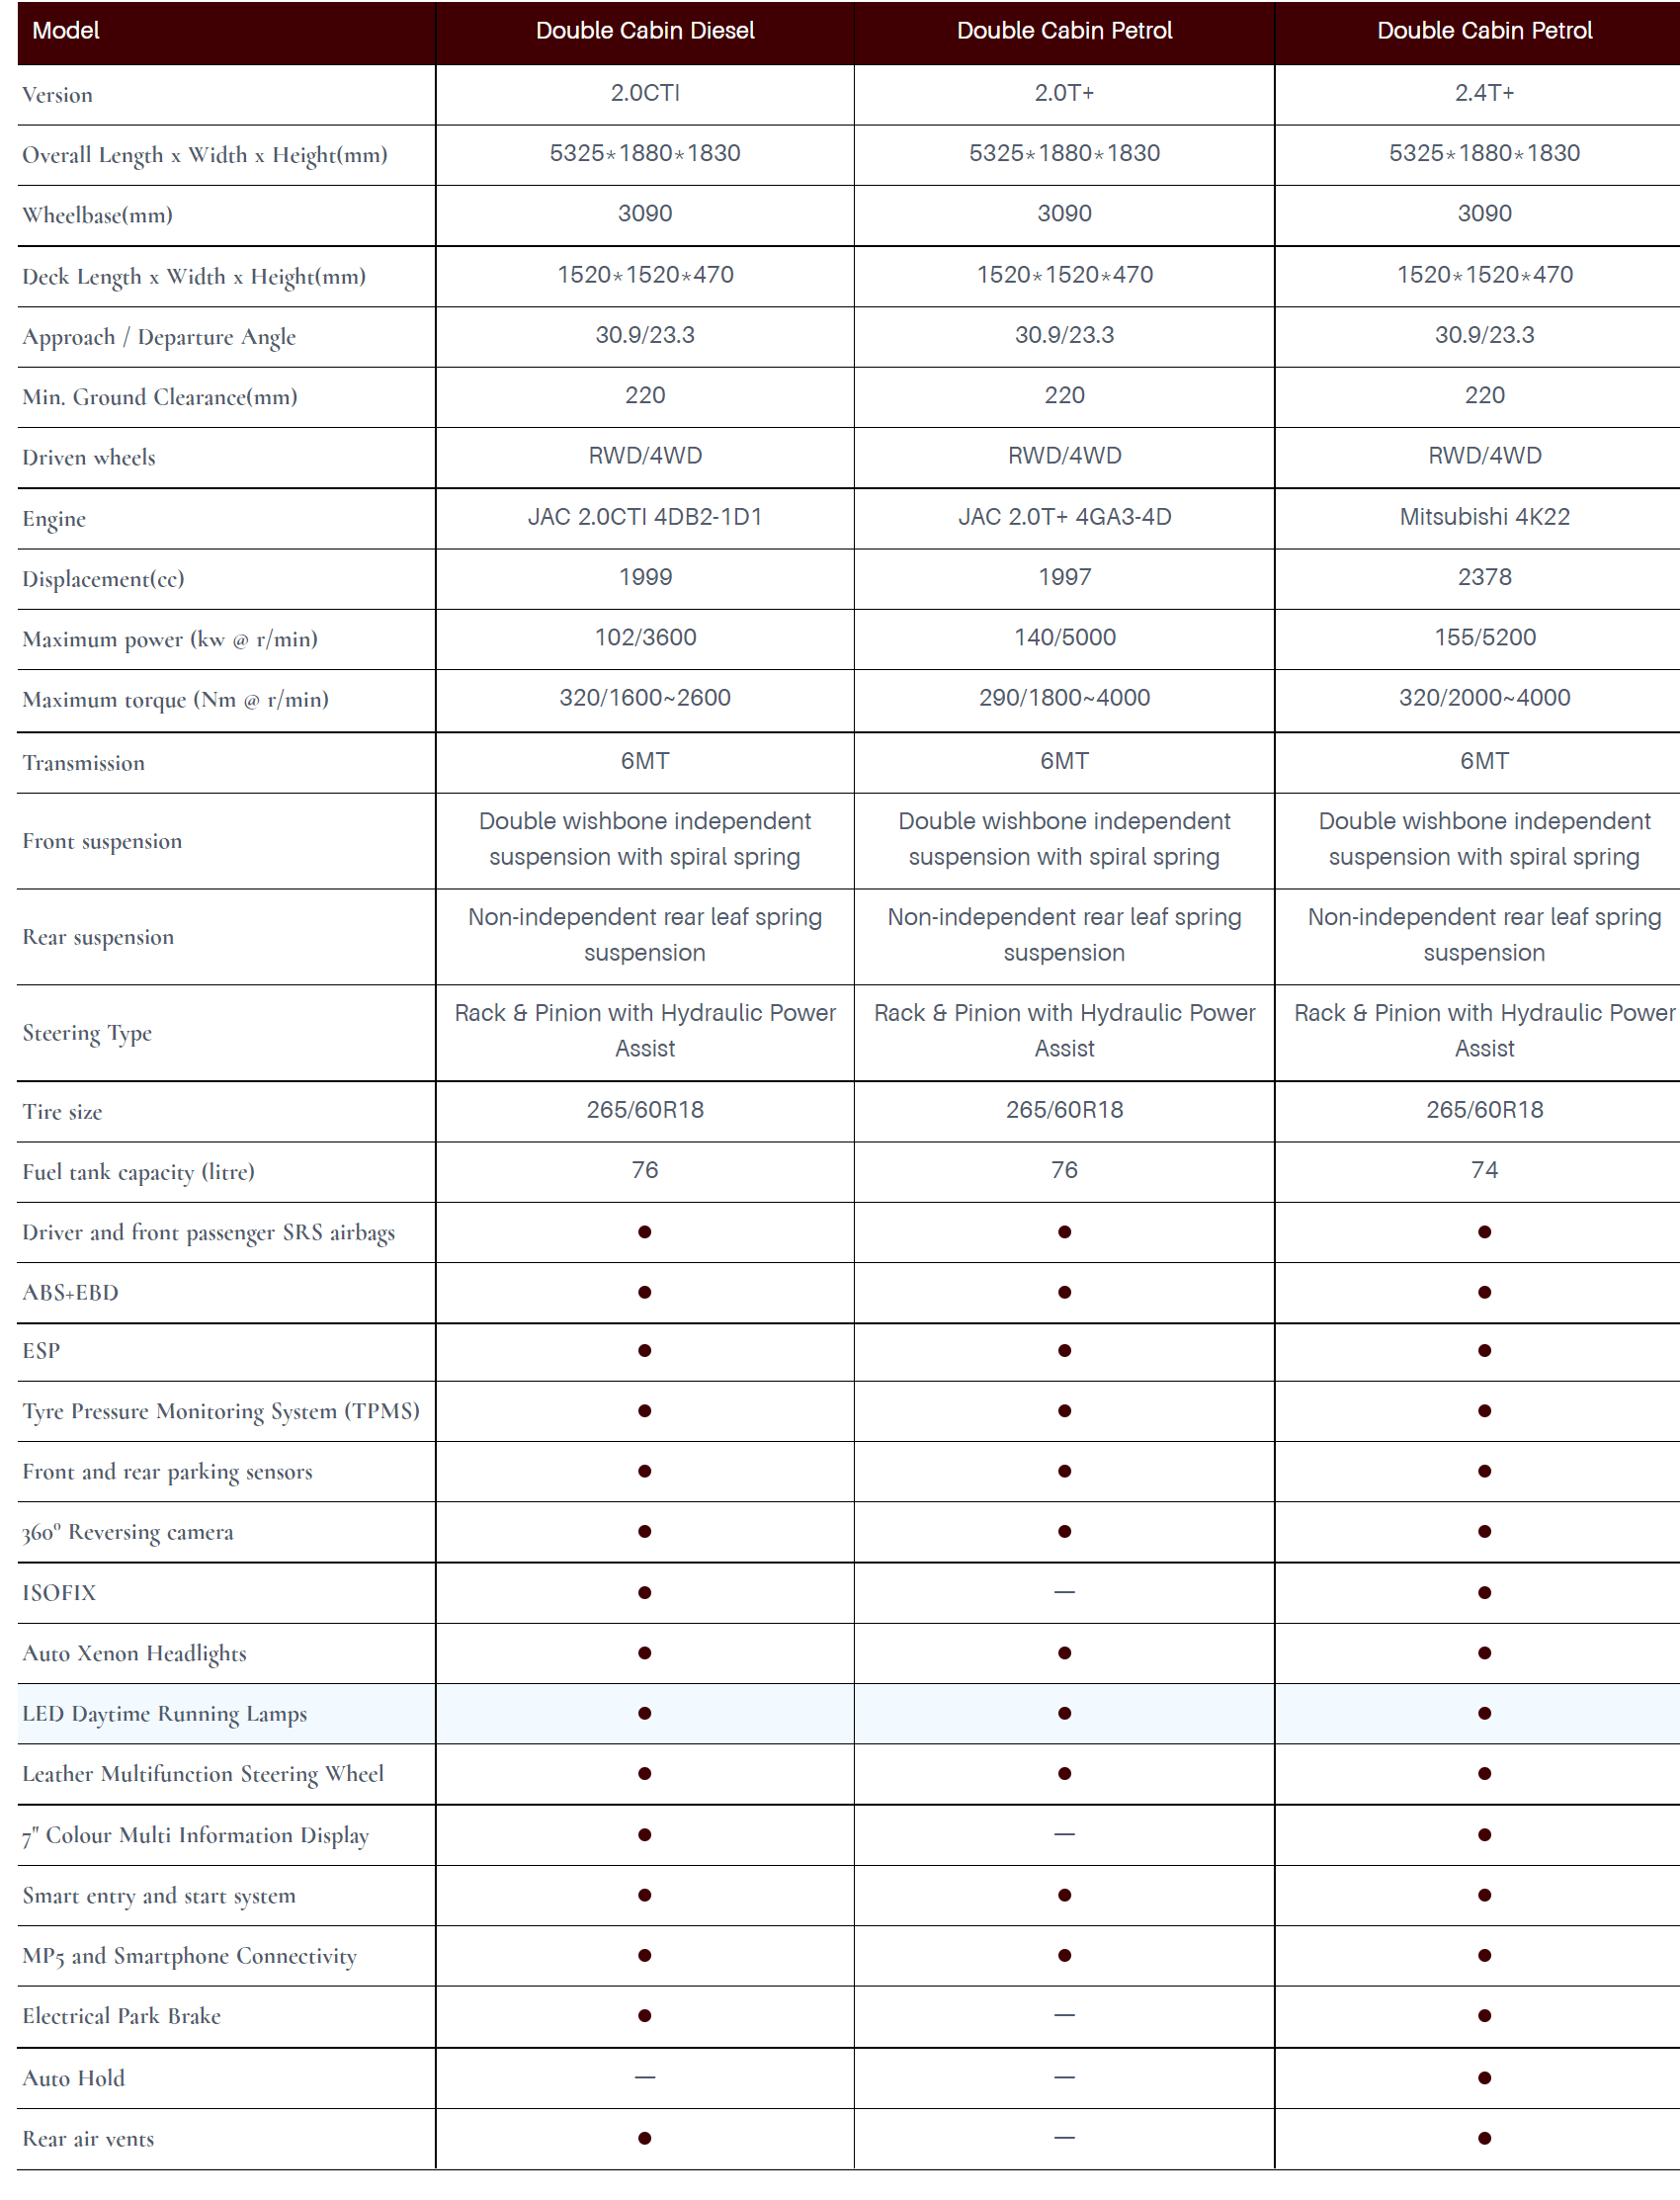 Model Double Cabin Diesel Double Cabin Petrol Double Cabin Petrol
Version 2.0CTI 2.0T+ 2.4T+
Overall Length x Width x Height(mm) 5325*1880*1830 5325*1880*1830 5325*1880*1830
Wheelbase(mm) 3090 3090 3090
Deck Length x Width x Height(mm) 1520*1520*470 1520*1520*470 1520*1520*470
Approach / Departure Angle 30.9/23.3 30.9/23.3 30.9/23.3
Min. Ground Clearance(mm) 220 220 220
Driven wheels RWD/4WD RWD/4WD RWD/4WD
Engine JAC 2.0CTI 4DB2-1D1 JAC 2.0T+ 4GA3-4D Mitsubishi 4K22
Displacement(cc) 1999 1997 2378
Maximum power (kw @ r/min) 102/3600 140/5000 155/5200
Maximum torque (Nm @ r/min) 320/1600~2600 290/1800~4000 320/2000~4000
Transmission 6MT 6MT 6MT
Front suspension
Double wishbone independent
suspension with spiral spring
Double wishbone independent
suspension with spiral spring
Double wishbone independent
suspension with spiral spring
Rear suspension
Non-independent rear leaf spring
suspension
Non-independent rear leaf spring
suspension
Non-independent rear leaf spring
suspension
Steering Type
Rack & Pinion with Hydraulic Power
Assist
Rack & Pinion with Hydraulic Power
Assist
Rack & Pinion with Hydraulic Power
Assist
Tire size 265/60R18 265/60R18 265/60R18
Fuel tank capacity (litre) 76 76 74
Driver and front passenger SRS airbags ● ● ●
ABS+EBD ● ● ●
ESP ● ● ●
Tyre Pressure Monitoring System (TPMS) ● ● ●
Front and rear parking sensors ● ● ●
360° Reversing camera ● ● ●
ISOFIX ● — ●
Auto Xenon Headlights ● ● ●
LED Daytime Running Lamps ● ● ●
Leather Multifunction Steering Wheel ● ● ●
7" Colour Multi Information Display ● — ●
Smart entry and start system ● ● ●
MP5 and Smartphone Connectivity ● ● ●
Electrical Park Brake ● — ●
Auto Hold — — ●
Rear air vents ● — ●